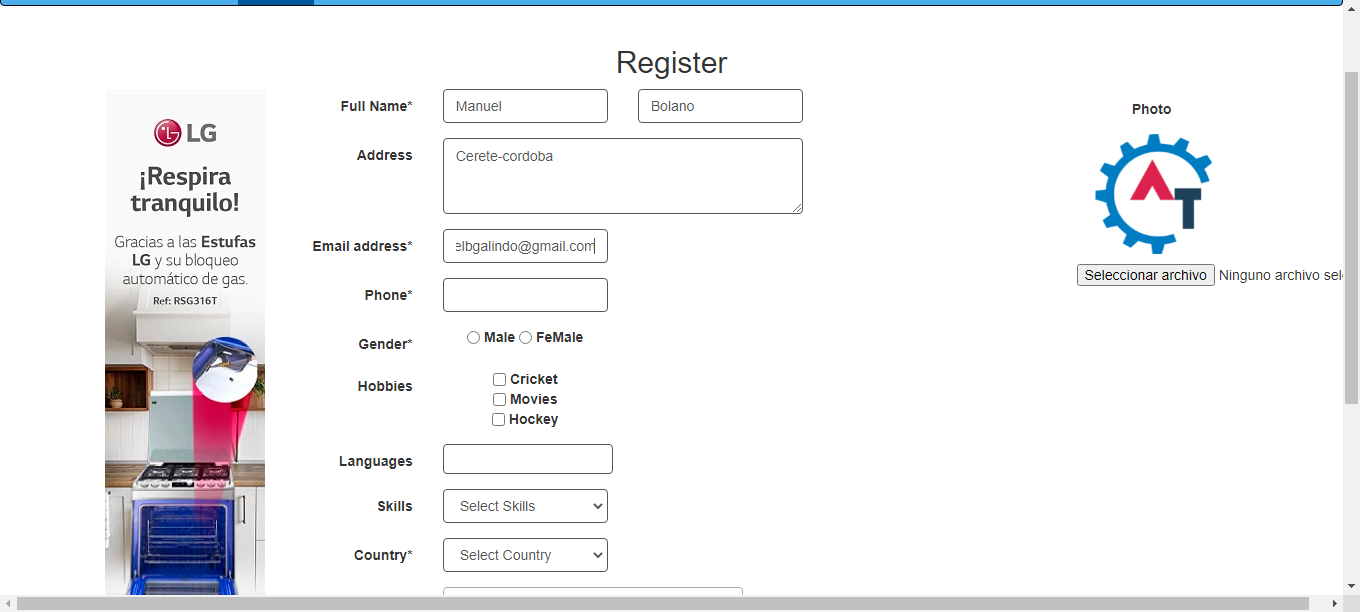 Register
LG
¡Respira
tranquilo!
Gracias a las Estufas
LG y su bloqueo
automático de gas.
Ref: RSG316T
Full Name* Manuel Bolano
Address Cerete-cordoba
Email address* elbgalindo@gmail.com
Phone*
Gender* Male FeMale
Hobbies Cricket
Movies
Hockey
Languages
Skills Select Skills
Country* Select Country
Photo
AT
Seleccionar archivo Ninguno archivo sel